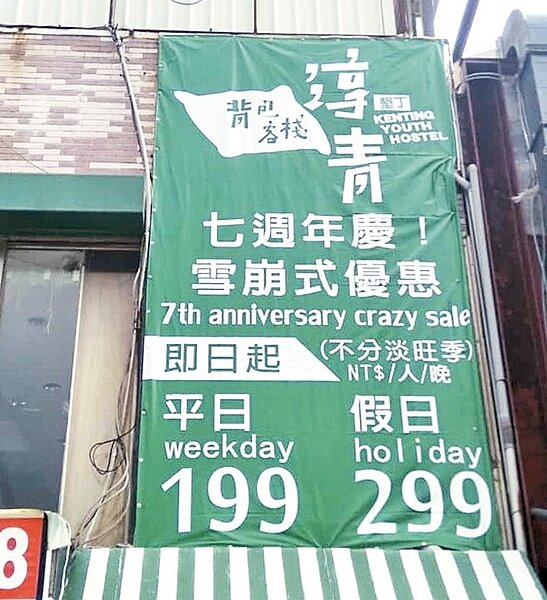 背包
客棧
淳青
墾丁
KENTING
YOUTH
HOSTEL
七週年慶！
雪崩式優惠
7th anniversary crazy sale
即日起
(不分淡旺季)
NT$/人/晚
平日
假日
weekday
holiday
199
299
8